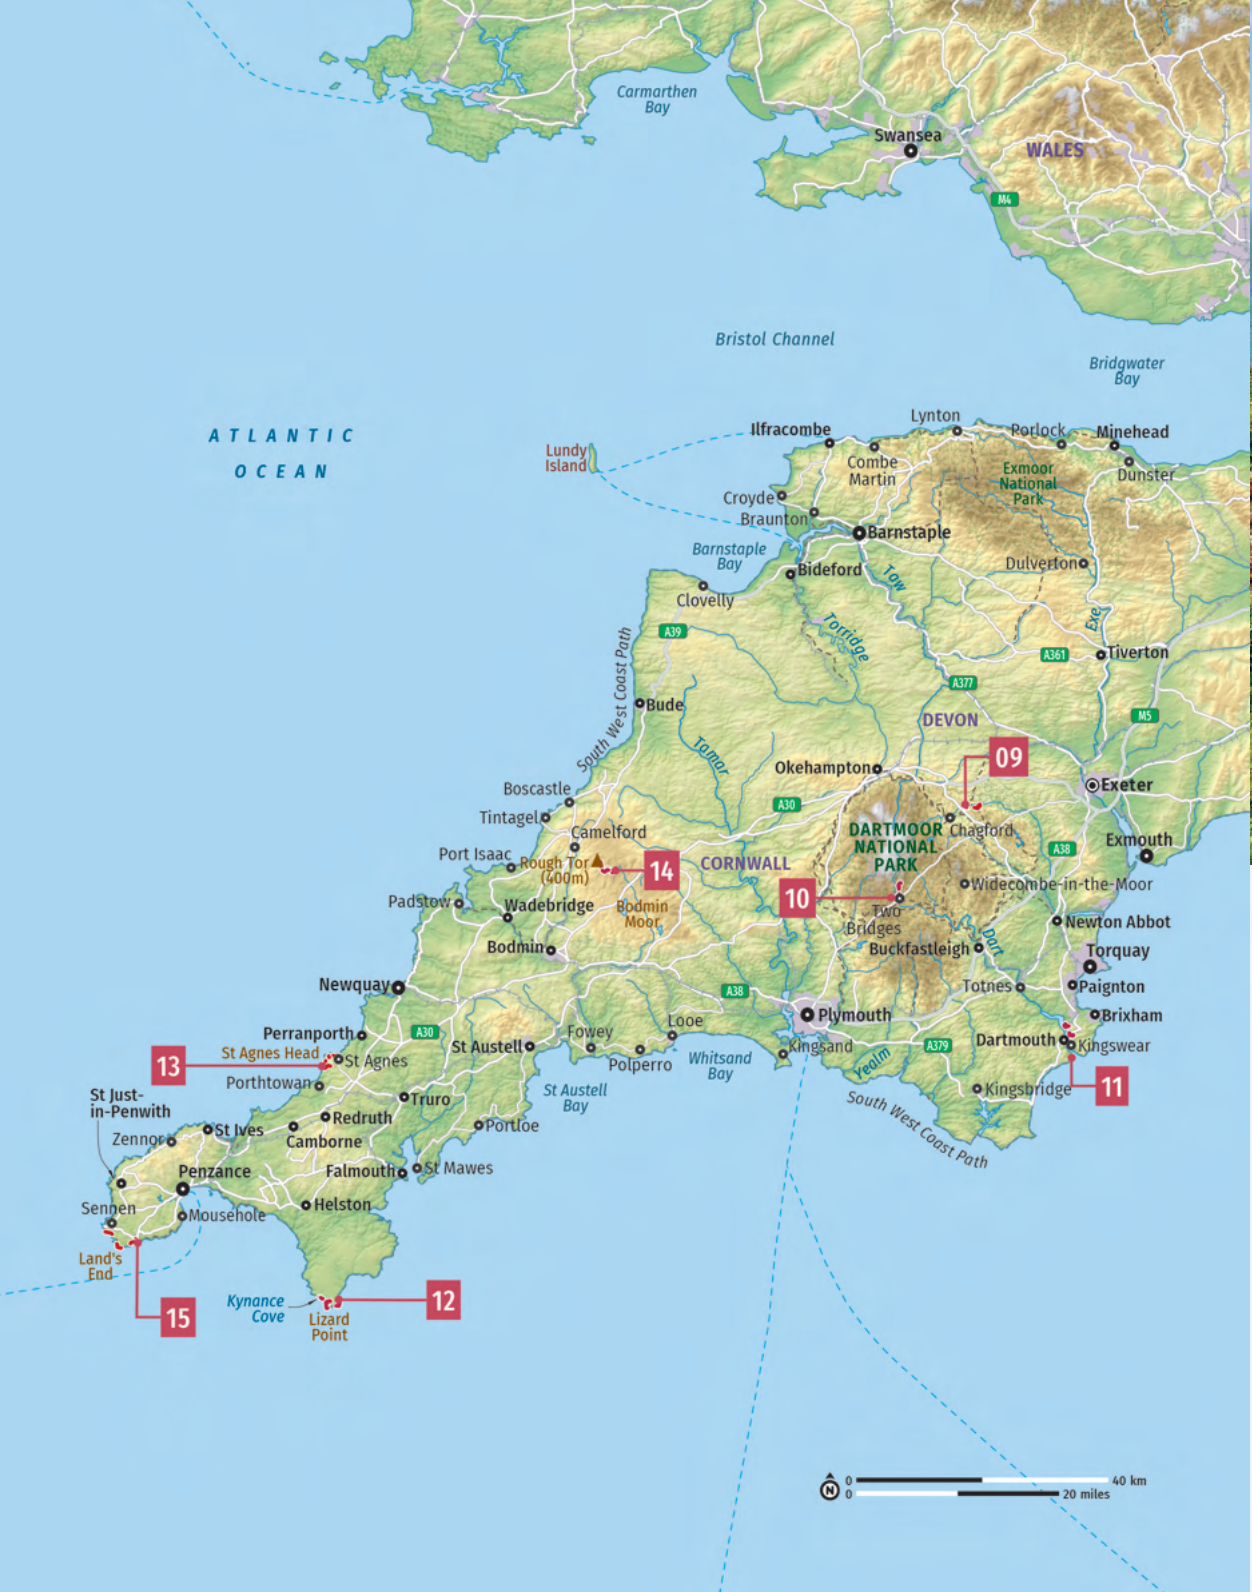 Carmarthen
Bay
Swansea
WALES
M4
Bristol Channel
Bridgwater
Bay
ATLANTIC
OCEAN
Lundy
Island
Ilfracombe
Lynton
Porlock
Minehead
Combe
Martin
Exmoor
National
Park
Dunster
Croyde
Braunton
Barnstaple
Barnstaple
Bay
Bideford
Taw
Dulverton
Clovelly
Torridge
Exe
A39
A361
Tiverton
South West Coast Path
A377
Bude
DEVON
M5
Tamar
09
Okehampton
Exeter
Boscastle
A30
Tintagel
Camelford
DARTMOOR
NATIONAL
PARK
Chagford
Exmouth
A38
Port Isaac
Rough Tor
(400m)
14
CORNWALL
10
Widecombe-in-the-Moor
Padstow
Wadebridge
Bodmin
Moor
Two
Bridges
Newton Abbot
Bodmin
Buckfastleigh
Dart
Torquay
Newquay
A38
Totnes
Paignton
Plymouth
Brixham
Perranporth
A30
Fowey
Looe
St Agnes Head
St Agnes
St Austell
Polperro
Whitsand
Bay
Kingsand
Yealm
A379
Dartmouth
Kingswear
13
Porthtowan
St Austell
Bay
Kingsbridge
11
St Just-
in-Penwith
Truro
South West Coast Path
Redruth
Zennor
St Ives
Camborne
Portloe
Penzance
Falmouth
St Mawes
Sennen
Mousehole
Helston
Land's
End
15
Kynance
Cove
Lizard
Point
12
N
0
40 km
0
20 miles